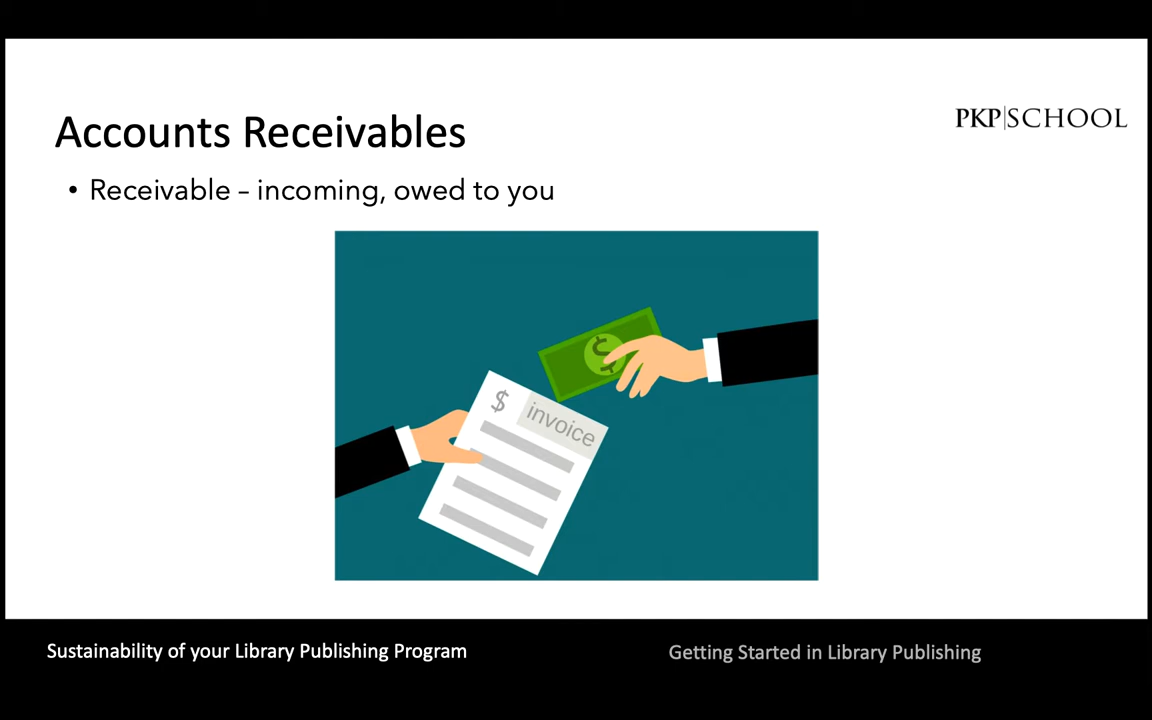 Accounts Receivables
PKP|SCHOOL
• Receivable – incoming, owed to you
$
$ invoice
Sustainability of your Library Publishing Program
Getting Started in Library Publishing